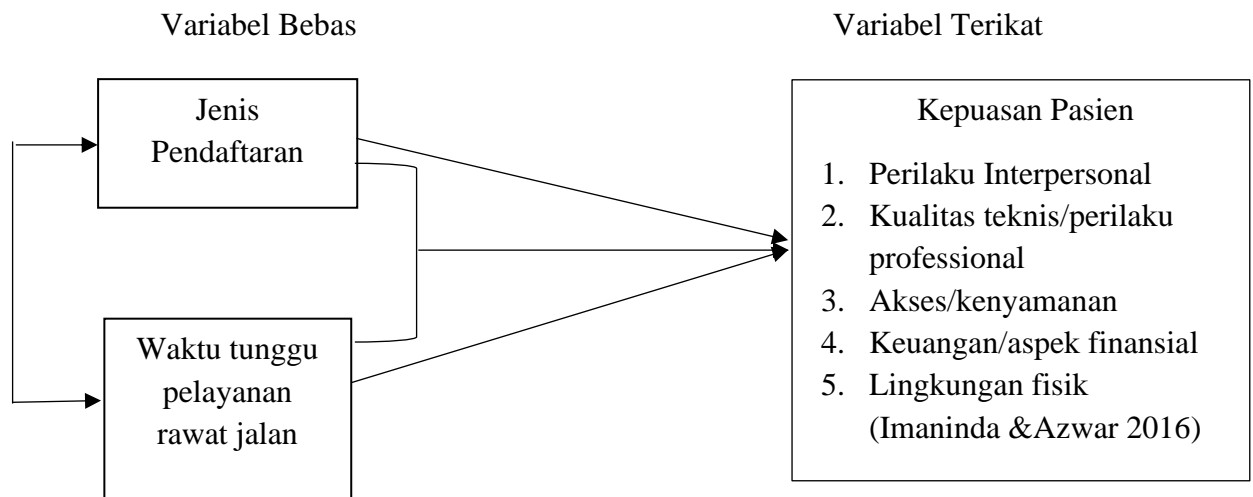 Variabel Bebas
Variabel Terikat
Jenis
Pendaftaran
Waktu tunggu
pelayanan
rawat jalan
Kepuasan Pasien
1. Perilaku Interpersonal
2. Kualitas teknis/perilaku
professional
3. Akses/kenyamanan
4. Keuangan/aspek finansial
5. Lingkungan fisik
(Imaninda &Azwar 2016)